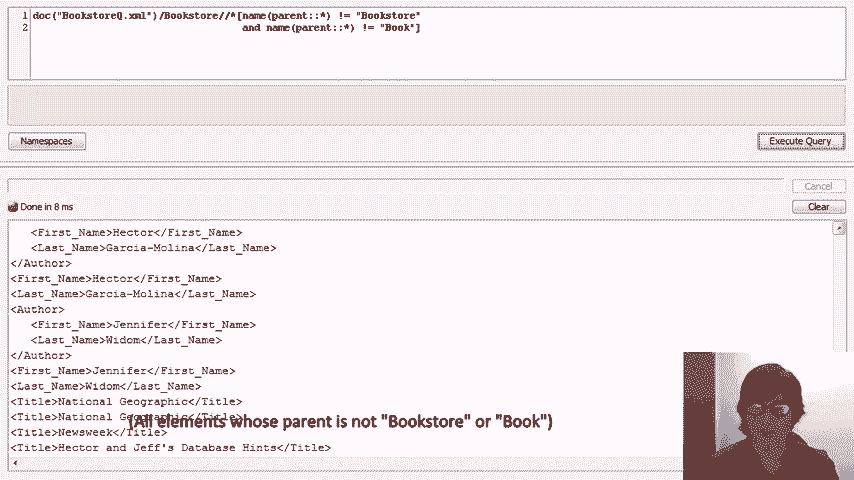 1 doc("BookstoreQ.xml")/Bookstore//*[name(parent::*) != "Bookstore"
2 and name(parent::*) != "Book"]
Namespaces
Execute Query
Cancel
Done in 8 ms
Clear
<First_Name>Hector</First_Name>
<Last_Name>Garcia-Molina</Last_Name>
</Author>
<First_Name>Hector</First_Name>
<Last_Name>Garcia-Molina</Last_Name>
<Author>
<First_Name>Jennifer</First_Name>
<Last_Name>Widom</Last_Name>
</Author>
<First_Name>Jennifer</First_Name>
<Last_Name>Widom</Last_Name>
<Title>National Geographic</Title>
<Title>National Geographic</Title>
(All elements whose parent is not "Bookstore" or "Book")
<Title>Newsweek</Title>
<Title>Hector and Jeff's Database Hints</Title>